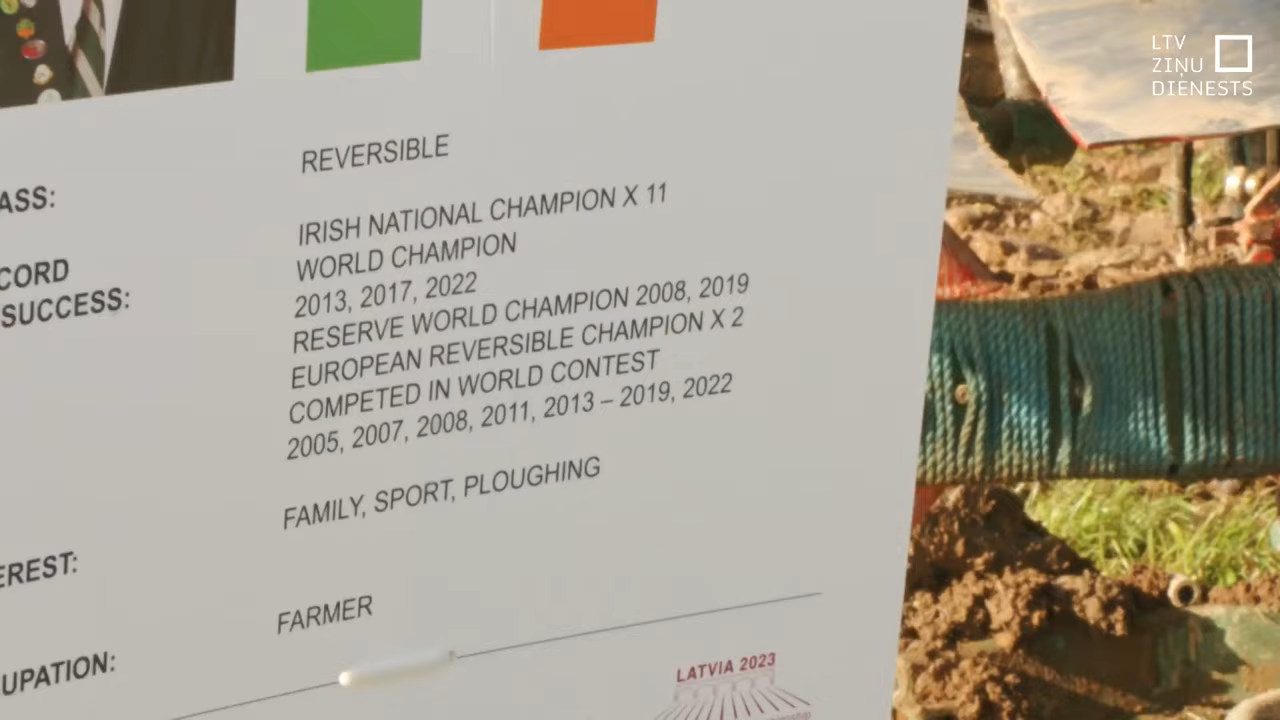 LTV
ZIŅU
DIENESTS
REVERSIBLE
ASS:
IRISH NATIONAL CHAMPION X 11
WORLD CHAMPION
CORD
2013, 2017, 2022
SUCCESS:
RESERVE WORLD CHAMPION 2008, 2019
EUROPEAN REVERSIBLE CHAMPION X 2
COMPETED IN WORLD CONTEST
2005, 2007, 2008, 2011, 2013 – 2019, 2022
FAMILY, SPORT, PLOUGHING
EREST:
FARMER
UPATION:
LATVIA 2023